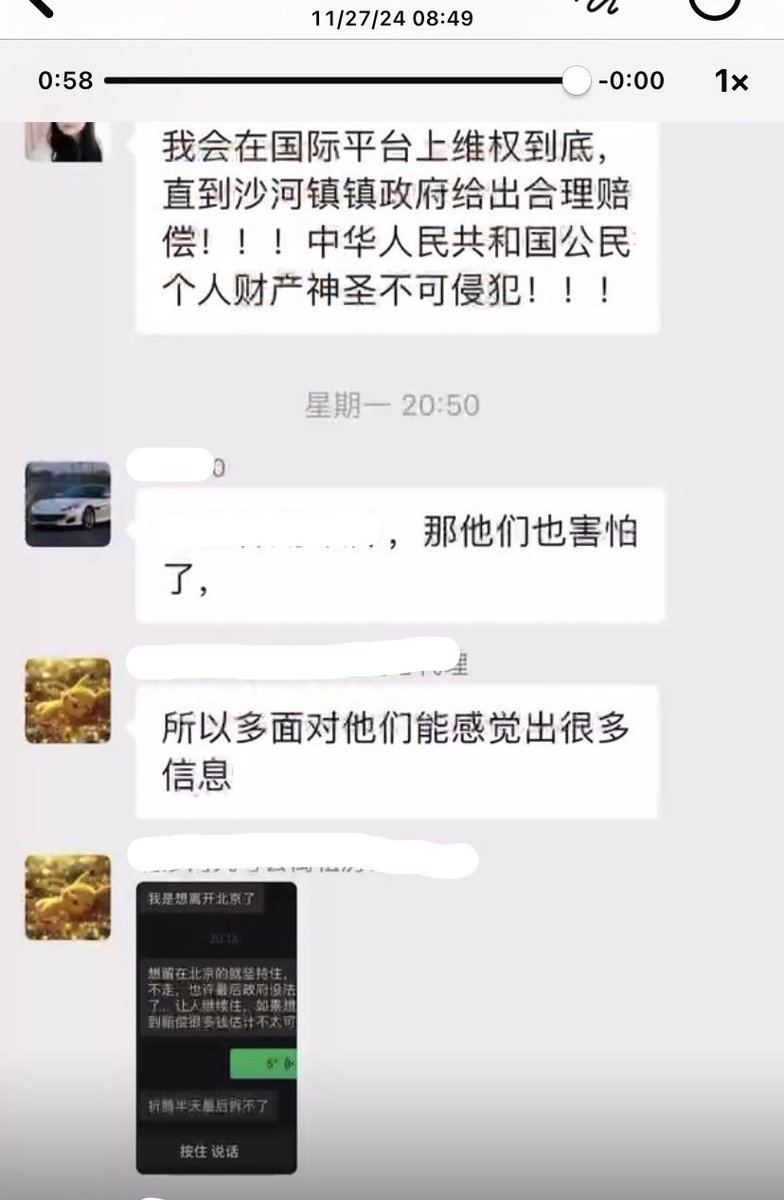 11/27/24 08:49
0:58
-0:00
1×
我会在国际平台上维权到底，
直到沙河镇镇政府给出合理赔
偿！！！中华人民共和国公民
个人财产神圣不可侵犯！！！
星期一 20:50
0
，那他们也害怕
了，
代理
所以多面对他们能感觉出很多
信息
我是想离开北京了
想留在北京的就坚持住，
不走，也许最后政府没法
了，让人继续住，如果想
到赔偿很多钱估计不太可
5"
折腾半天最后拆不了
按住 说话